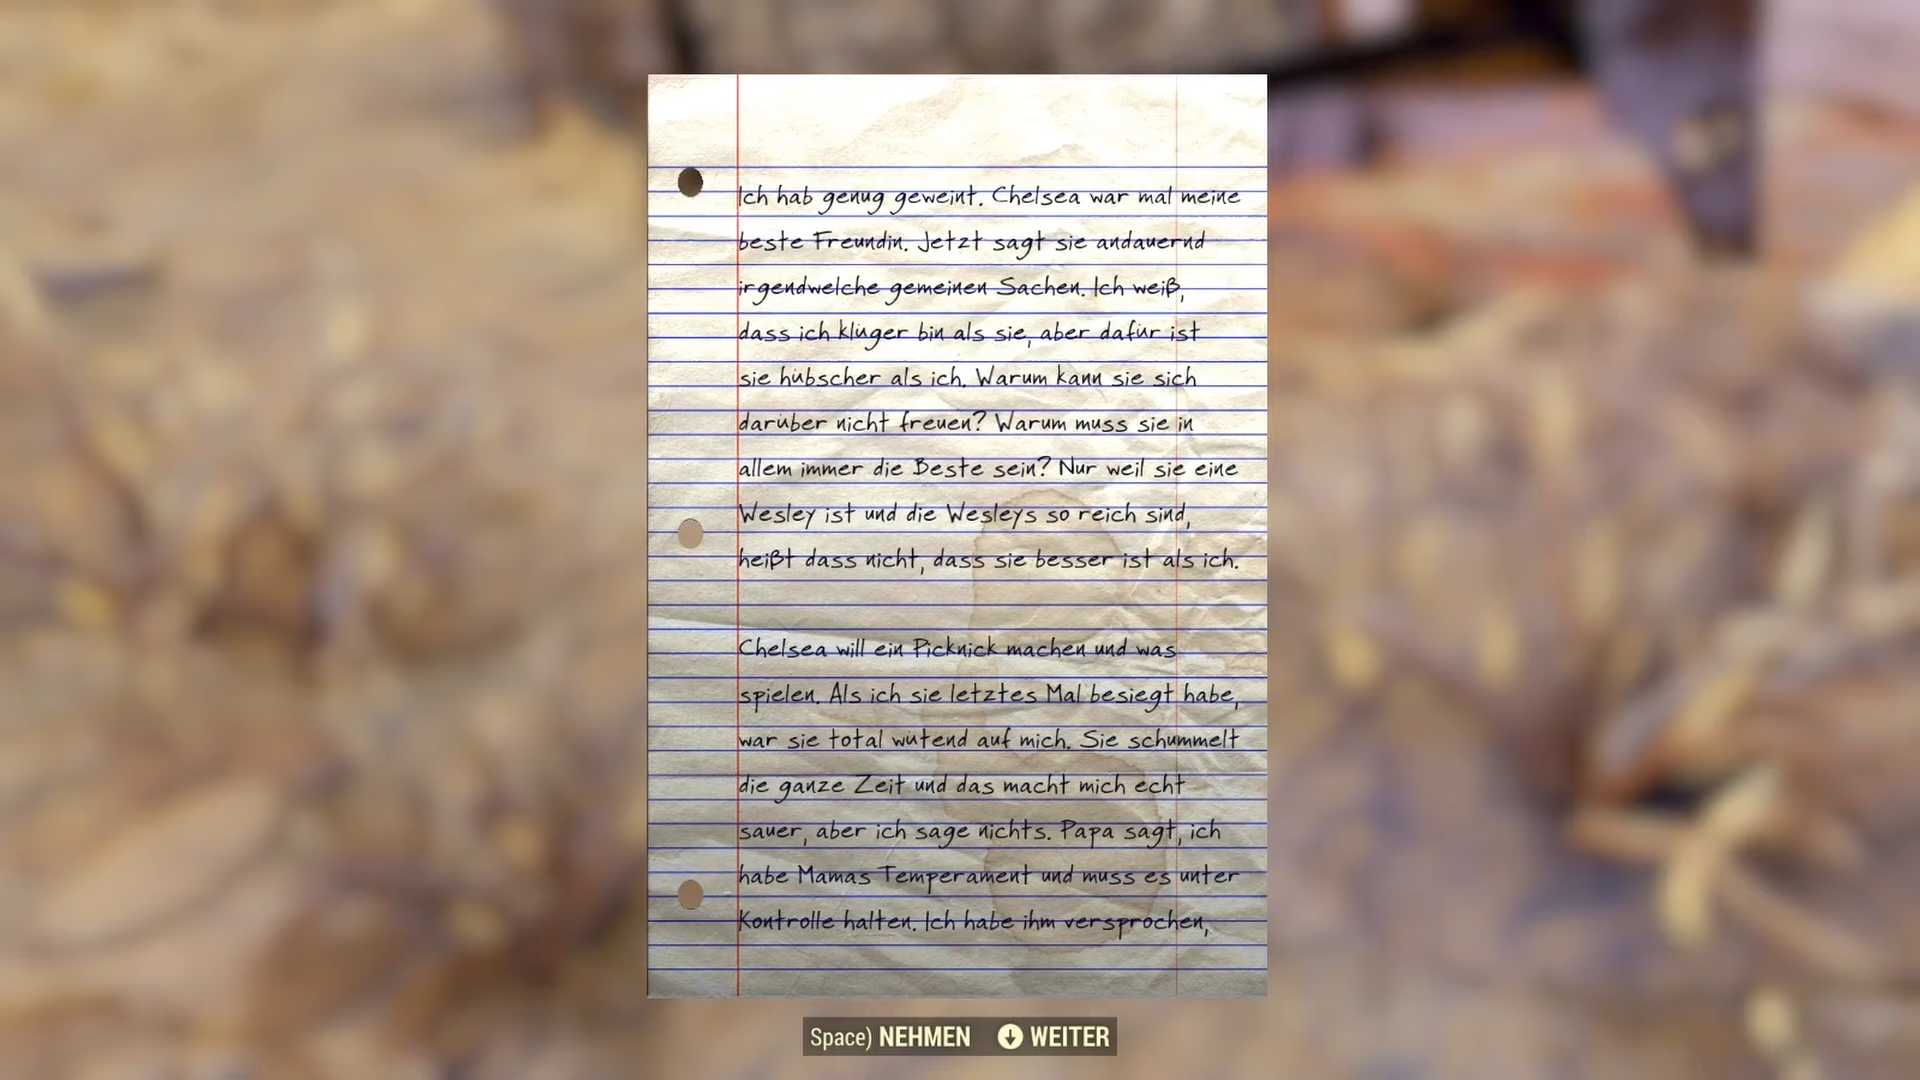 Ich hab genug geweint. Chelsea war mal meine
beste Freundin. Jetzt sagt sie andauernd
irgendwelche gemeinen Sachen. Ich weiß,
dass ich klüger bin als sie, aber dafür ist
sie hübscher als ich. Warum kann sie sich
darüber nicht freuen? Warum muss sie in
allem immer die Beste sein? Nur weil sie eine
Wesley ist und die Wesleys so reich sind,
heißt dass nicht, dass sie besser ist als ich.
Chelsea will ein Picknick machen und was
spielen. Als ich sie letztes Mal besiegt habe,
war sie total wütend auf mich. Sie schummelt
die ganze Zeit und das macht mich echt
sauer, aber ich sage nichts. Papa sagt, ich
habe Mamas Temperament und muss es unter
Kontrolle halten. Ich habe ihm versprochen,
Space) NEHMEN WEITER